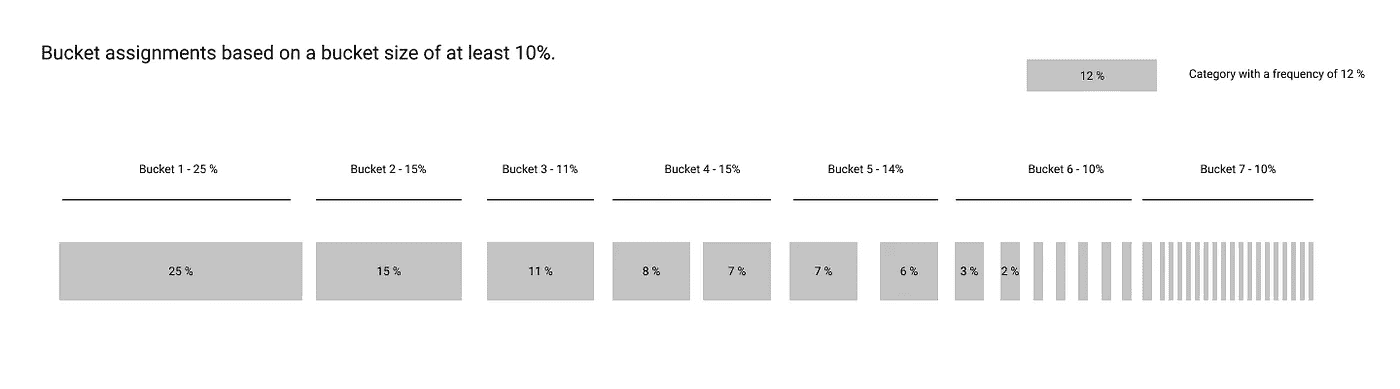 Bucket assignments based on a bucket size of at least 10%.
12 %
Category with a frequency of 12 %
Bucket 1 - 25 %
Bucket 2 - 15%
Bucket 3 - 11%
Bucket 4 - 15%
Bucket 5 - 14%
Bucket 6 - 10%
Bucket 7 - 10%
25 %
15 %
11 %
8 %
7 %
7 %
6 %
3 %
2 %